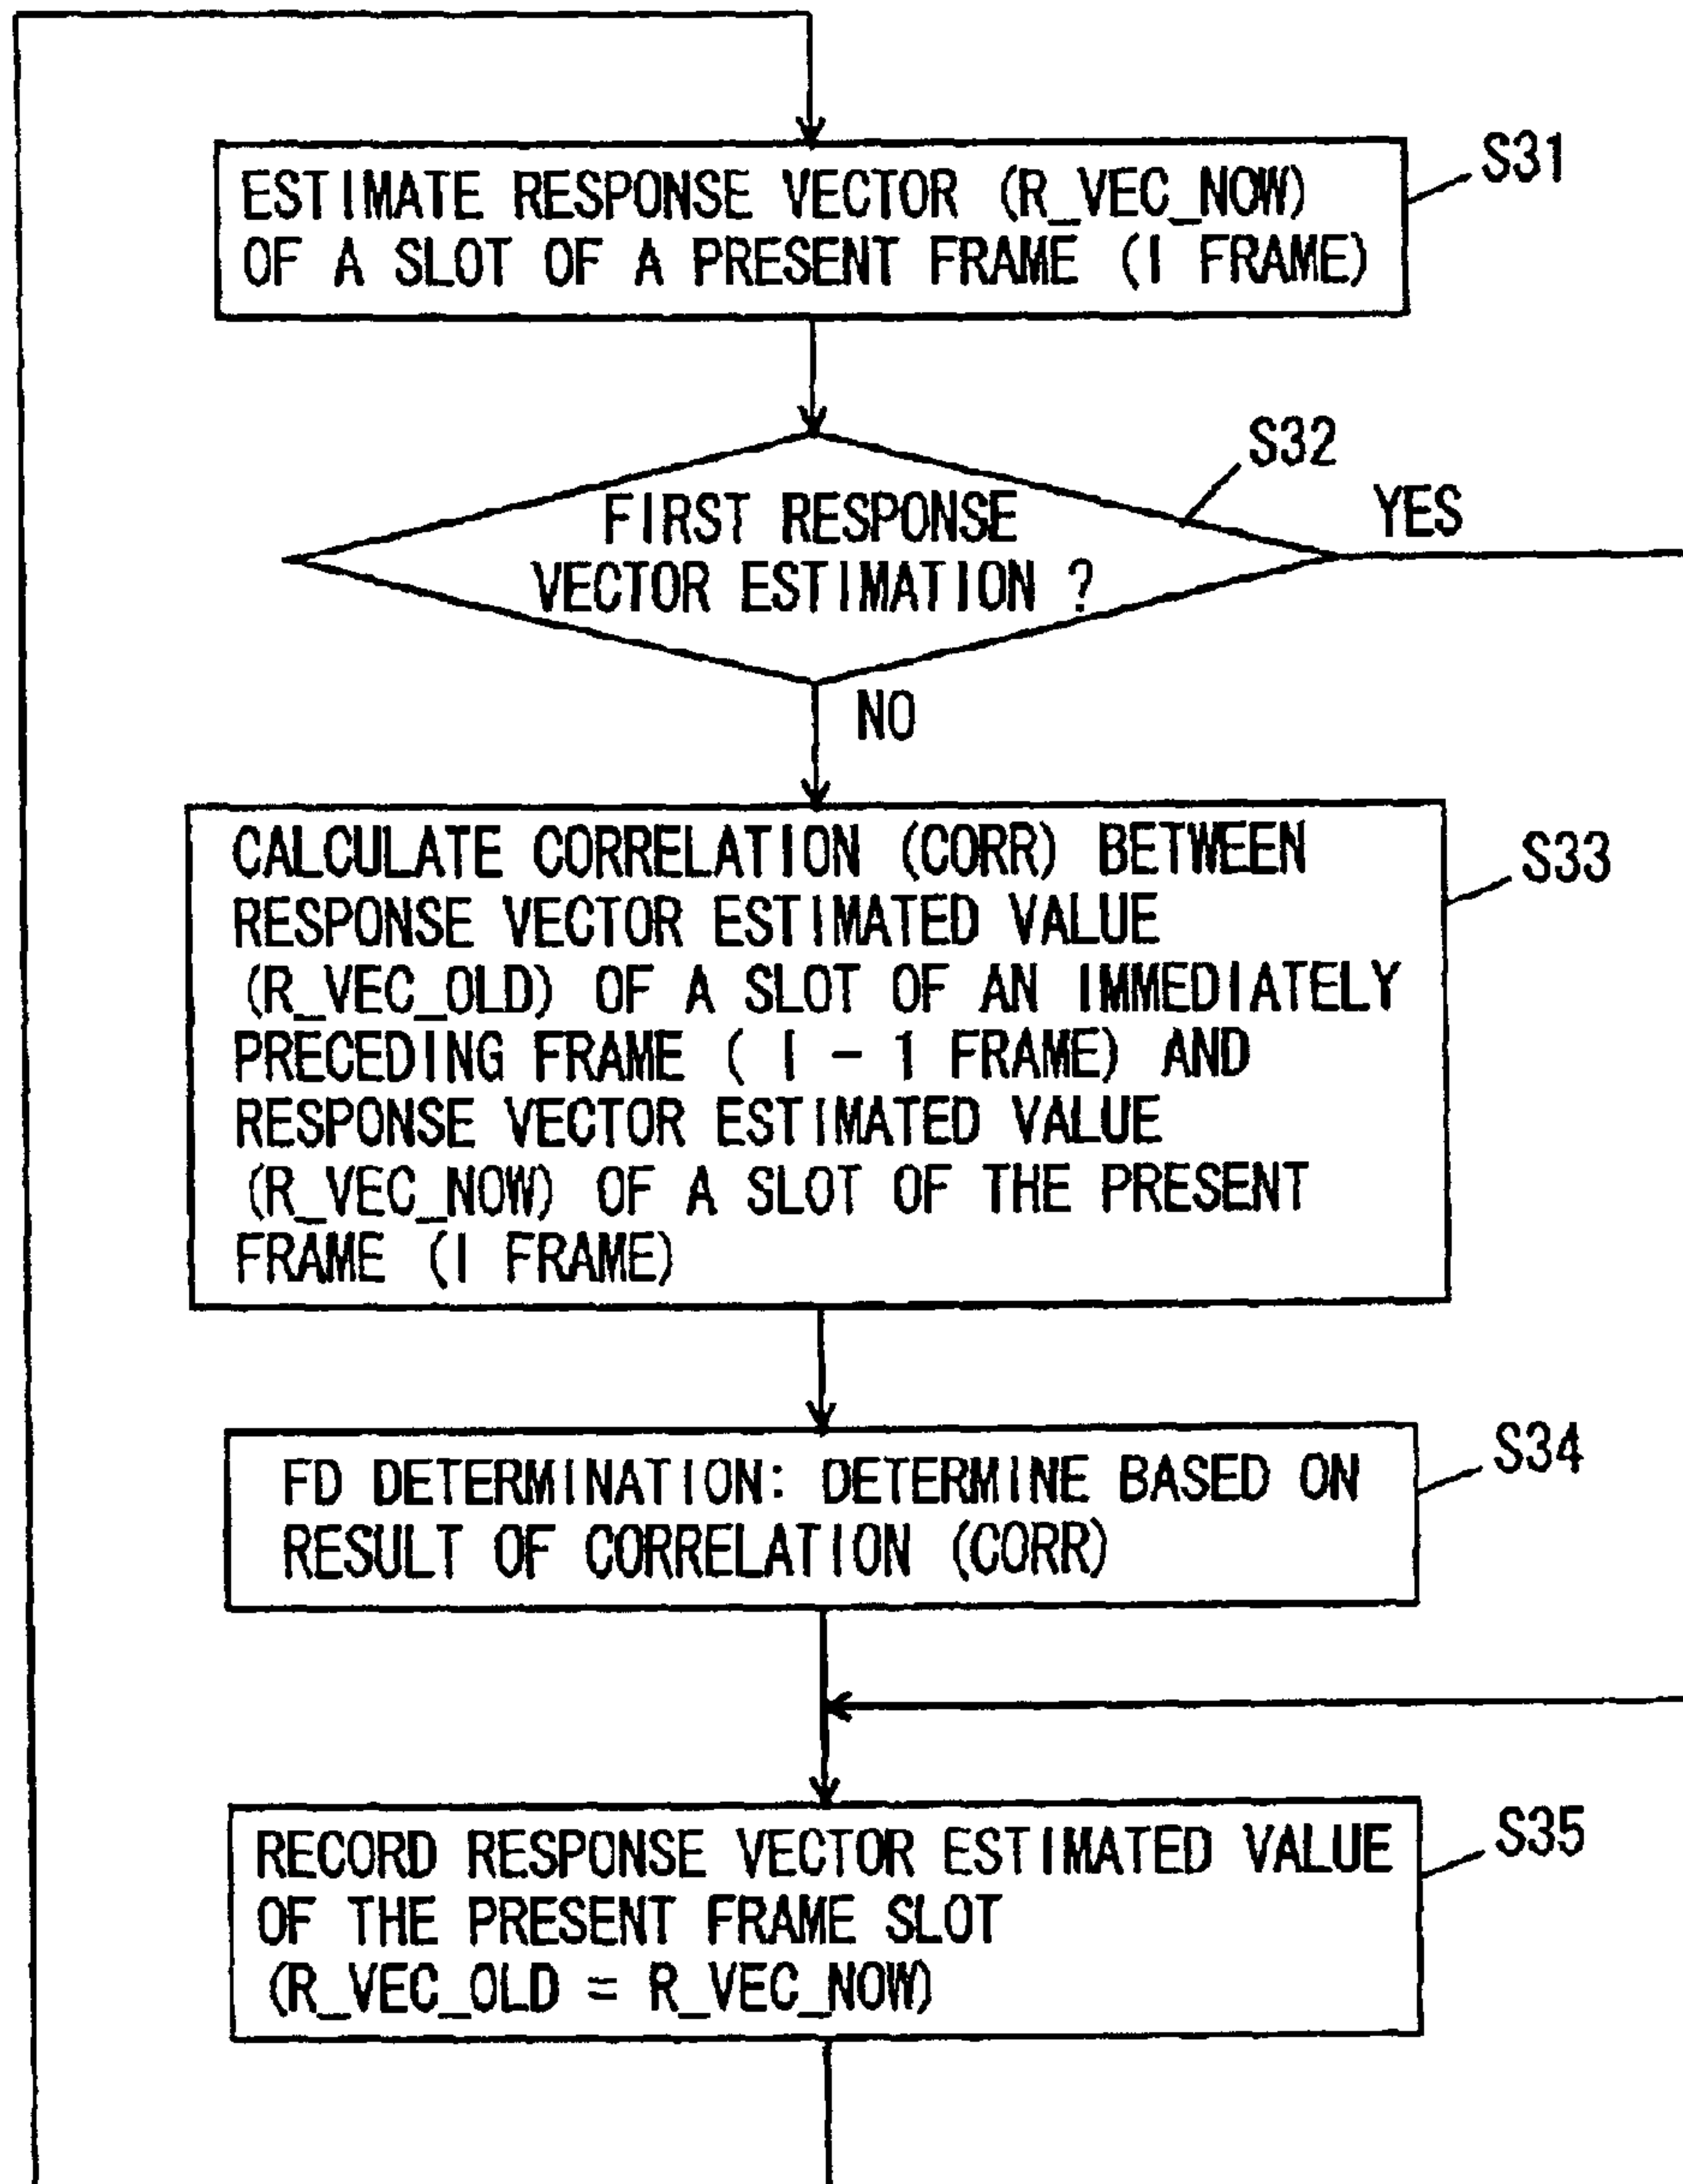 ESTIMATE RESPONSE VECTOR (R_VEC_NOW)
OF A SLOT OF A PRESENT FRAME (I FRAME)
S31
FIRST RESPONSE
VECTOR ESTIMATION ?
S32
YES
NO
CALCULATE CORRELATION (CORR) BETWEEN
RESPONSE VECTOR ESTIMATED VALUE
(R_VEC_OLD) OF A SLOT OF AN IMMEDIATELY
PRECEDING FRAME ( I - 1 FRAME) AND
RESPONSE VECTOR ESTIMATED VALUE
(R_VEC_NOW) OF A SLOT OF THE PRESENT
FRAME (I FRAME)
S33
FD DETERMINATION: DETERMINE BASED ON
RESULT OF CORRELATION (CORR)
S34
RECORD RESPONSE VECTOR ESTIMATED VALUE
OF THE PRESENT FRAME SLOT
(R_VEC_OLD = R_VEC_NOW)
S35